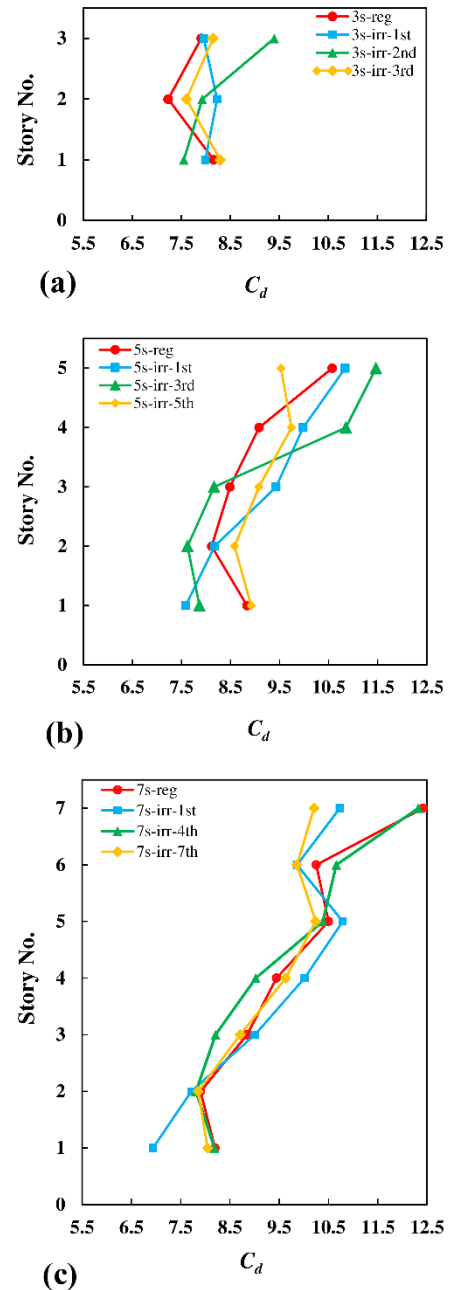 3s-reg
3s-irr-1st
3s-irr-2nd
3s-irr-3rd
Story No.
3
2
1
0
5.5 6.5 7.5 8.5 9.5 10.5 11.5 12.5
(a)
C_d
5s-reg
5s-irr-1st
5s-irr-3rd
5s-irr-5th
Story No.
5
4
3
2
1
0
5.5 6.5 7.5 8.5 9.5 10.5 11.5 12.5
(b)
C_d
7s-reg
7s-irr-1st
7s-irr-4th
7s-irr-7th
Story No.
7
6
5
4
3
2
1
0
5.5 6.5 7.5 8.5 9.5 10.5 11.5 12.5
(c)
C_d